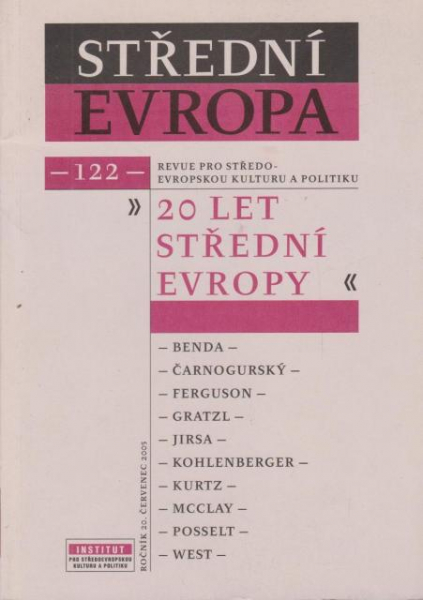 STŘEDNÍ
EVROPA
— 122 —
REVUE PRO STŘEDO-
EVROPSKOU KULTURU A POLITIKU
» 20 LET
STŘEDNÍ
EVROPY «
— BENDA —
— ČARNOGURSKÝ —
— FERGUSON —
— GRATZL —
— JIRSA —
— KOHLENBERGER —
— KURTZ —
— MCCLAY —
— POSSELT —
— WEST —
ROČNÍK 20. ČERVENEC 2005
INSTITUT
PRO STŘEDOEVROPSKOU
KULTURU A POLITIKU